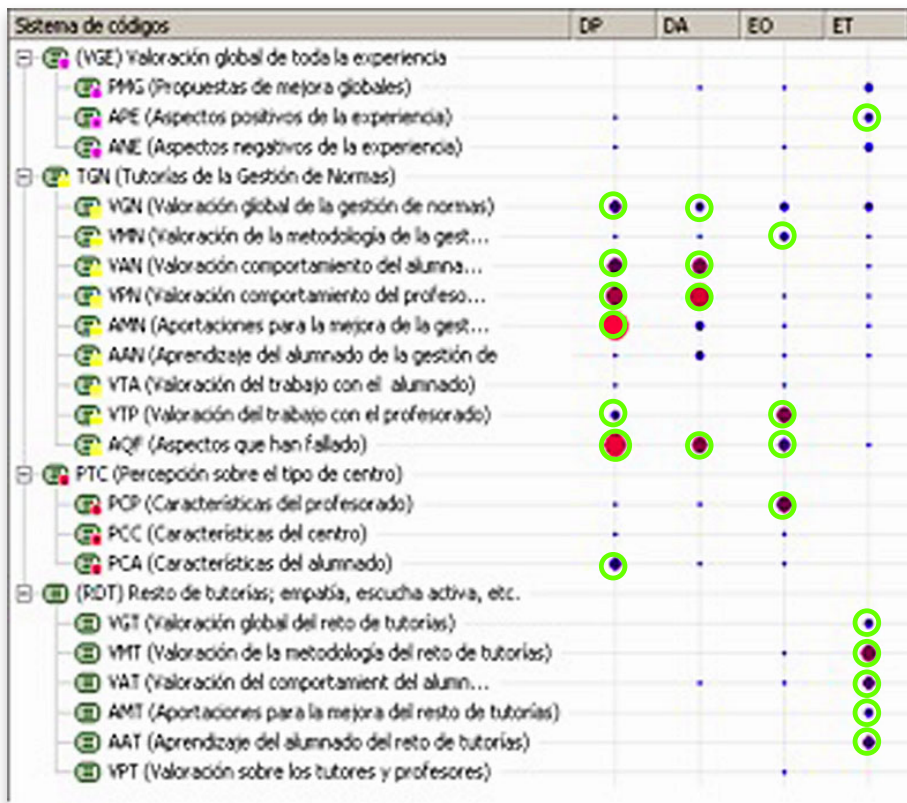 Sistema de códigos DP DA EO ET
(VGE) Valoración global de toda la experiencia
PMG (Propuestas de mejora globales)
APE (Aspectos positivos de la experiencia)
ANE (Aspectos negativos de la experiencia)
TGN (Tutorías de la Gestión de Normas)
VGN (Valoración global de la gestión de normas)
VMN (Valoración de la metodología de la gest...
VAN (Valoración comportamiento del alumna...
VPN (Valoración comportamiento del profeso...
AMN (Aportaciones para la mejora de la gest...
AAN (Aprendizaje del alumnado de la gestión de
VTA (Valoración del trabajo con el alumnado)
VTP (Valoración del trabajo con el profesorado)
AQF (Aspectos que han fallado)
PTC (Percepción sobre el tipo de centro)
PCP (Características del profesorado)
PCC (Características del centro)
PCA (Características del alumnado)
(RDT) Resto de tutorías; empatía, escucha activa, etc.
VGT (Valoración global del reto de tutorías)
VMT (Valoración de la metodología del reto de tutorías)
VAT (Valoración del comportamient del alumn...
AMT (Aportaciones para la mejora del resto de tutorías)
AAT (Aprendizaje del alumnado del reto de tutorías)
VPT (Valoración sobre los tutores y profesores)